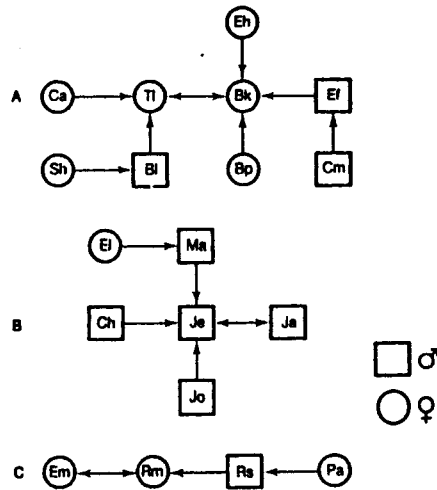 Eh
A Ca Tl Bk Ef
Sh Bl Bp Cm
El Ma
B Ch Je Ja
Jo
♂
♀
C Em Rm Rs Pa